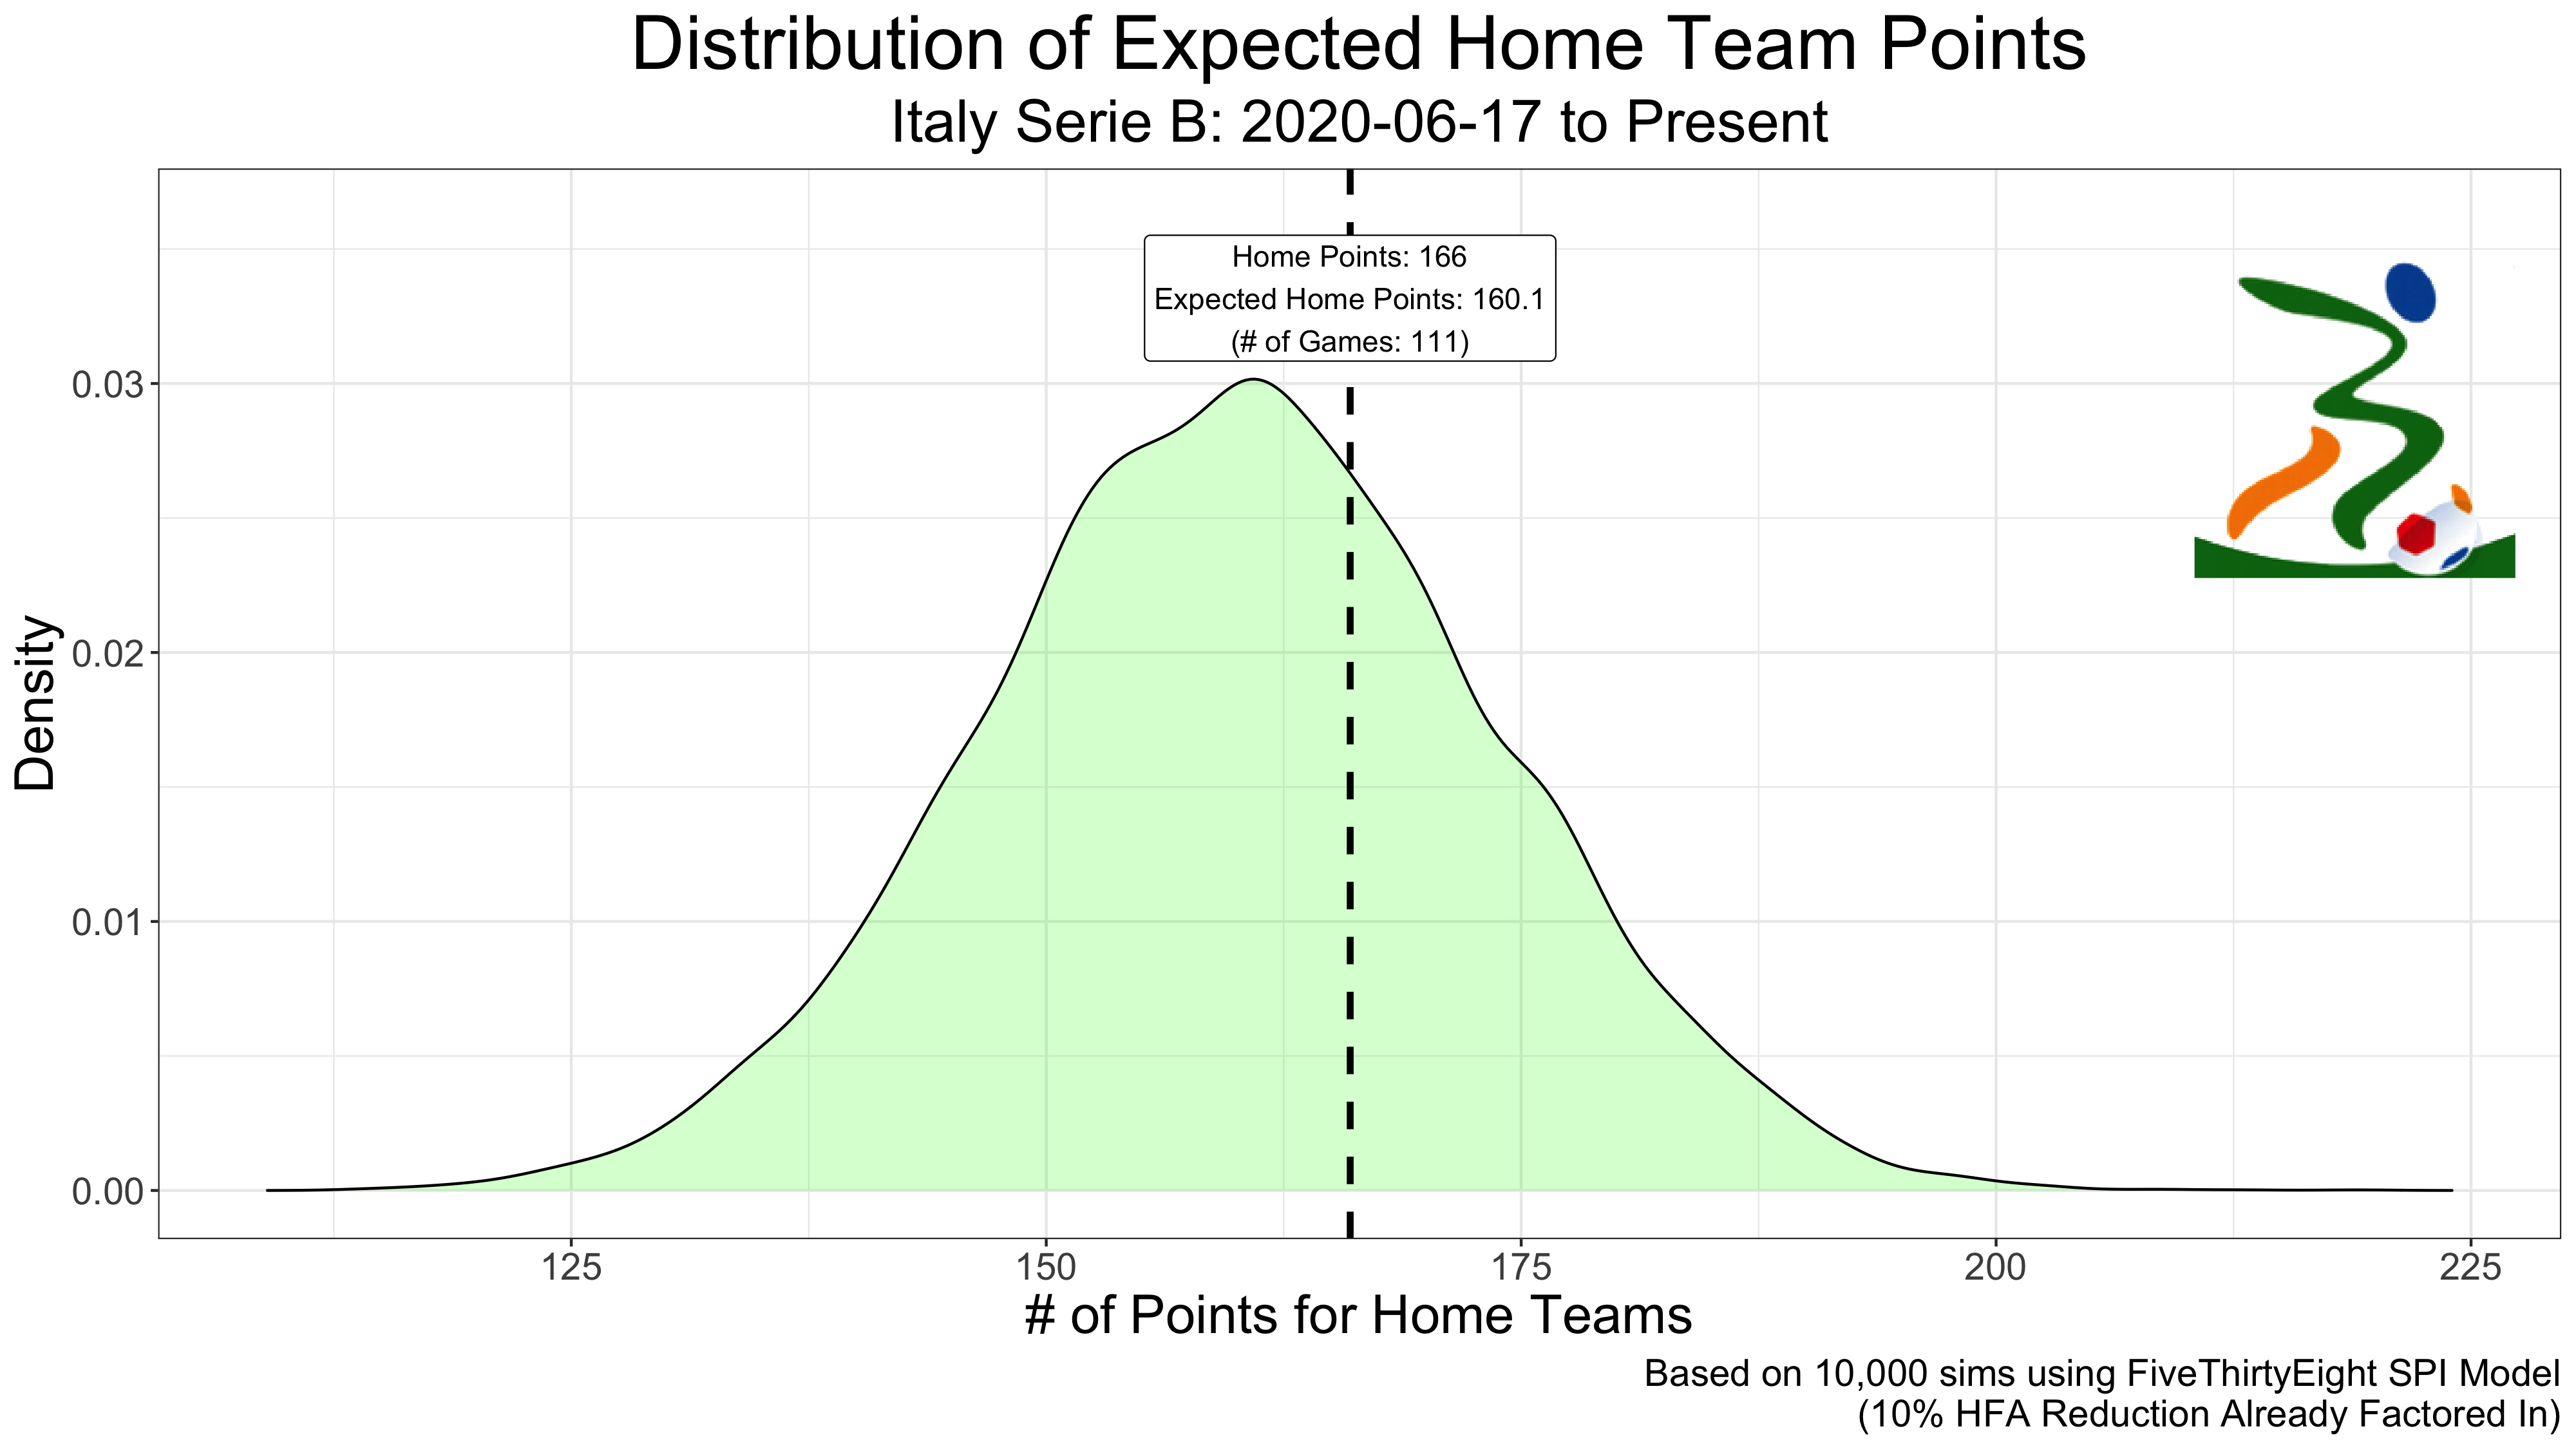 Distribution of Expected Home Team Points
Italy Serie B: 2020-06-17 to Present
Home Points: 166
Expected Home Points: 160.1
(# of Games: 111)
Density
0.03
0.02
0.01
0.00
125 150 175 200 225
# of Points for Home Teams
Based on 10,000 sims using FiveThirtyEight SPI Model
(10% HFA Reduction Already Factored In)